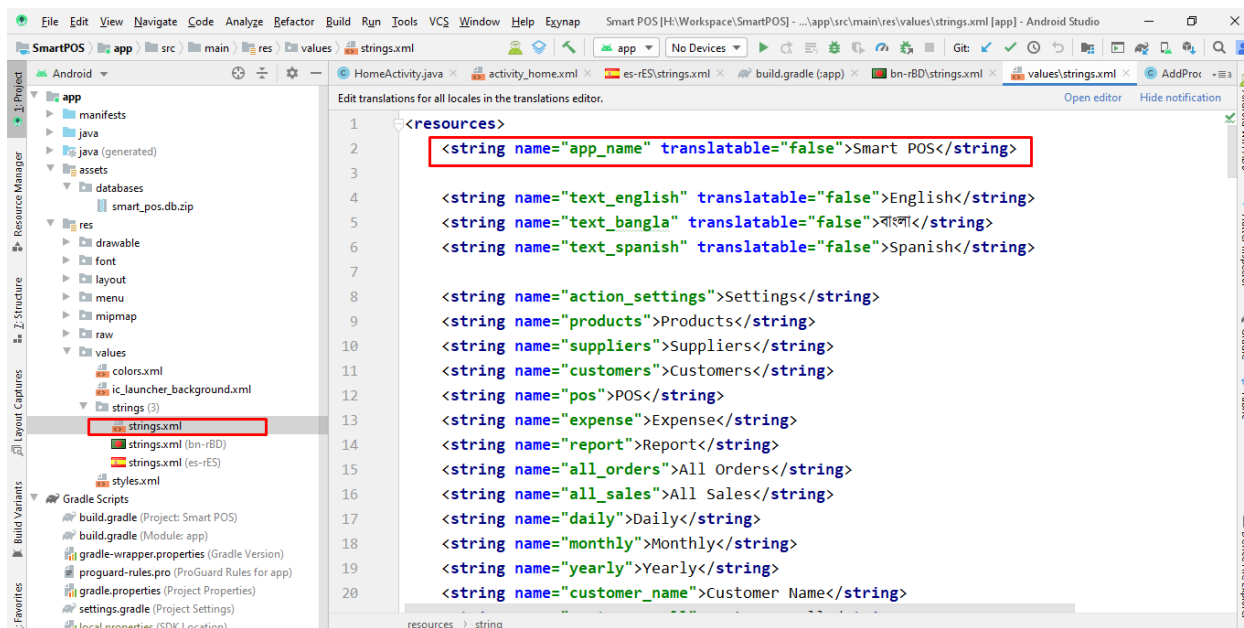 File Edit View Navigate Code Analyze Refactor Build Run Tools VCS Window Help Exynap Smart POS [H:\Workspace\SmartPOS] - ...\app\src\main\res\values\strings.xml [app] - Android Studio
SmartPOS app src main res values strings.xml app No Devices Git:
Android HomeActivity.java activity_home.xml es-rES\strings.xml build.gradle (:app) bn-rBD\strings.xml values\strings.xml AddProc
1: Project
Resource Manager
Z: Structure
Layout Captures
Build Variants
Favorites
app
manifests
java
java (generated)
assets
databases
smart_pos.db.zip
res
drawable
font
layout
menu
mipmap
raw
values
colors.xml
ic_launcher_background.xml
strings (3)
strings.xml
strings.xml (bn-rBD)
strings.xml (es-rES)
styles.xml
Gradle Scripts
build.gradle (Project: Smart POS)
build.gradle (Module: app)
gradle-wrapper.properties (Gradle Version)
proguard-rules.pro (ProGuard Rules for app)
gradle.properties (Project Properties)
settings.gradle (Project Settings)
local.properties (SDK Location)
Edit translations for all locales in the translations editor. Open editor Hide notification
1 <resources>
2 <string name="app_name" translatable="false">Smart POS</string>
3
4 <string name="text_english" translatable="false">English</string>
5 <string name="text_bangla" translatable="false">বাংলা</string>
6 <string name="text_spanish" translatable="false">Spanish</string>
7
8 <string name="action_settings">Settings</string>
9 <string name="products">Products</string>
10 <string name="suppliers">Suppliers</string>
11 <string name="customers">Customers</string>
12 <string name="pos">POS</string>
13 <string name="expense">Expense</string>
14 <string name="report">Report</string>
15 <string name="all_orders">All Orders</string>
16 <string name="all_sales">All Sales</string>
17 <string name="daily">Daily</string>
18 <string name="monthly">Monthly</string>
19 <string name="yearly">Yearly</string>
20 <string name="customer_name">Customer Name</string>
resources > string